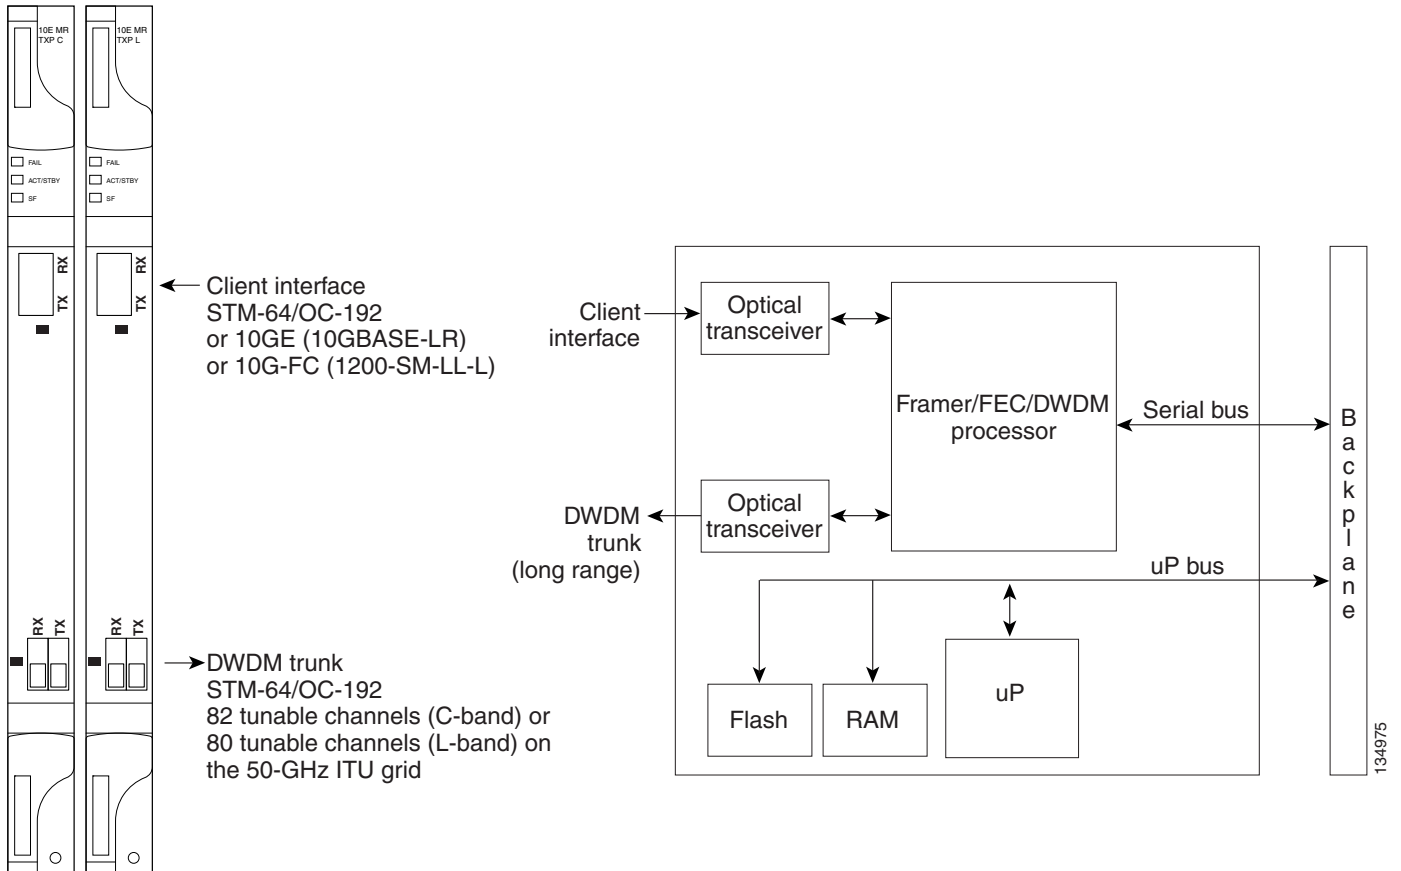 10E MR
TXP C
10E MR
TXP L
FAIL
ACT/STBY
SF
FAIL
ACT/STBY
SF
RX
TX
RX
TX
Client interface
STM-64/OC-192
or 10GE (10GBASE-LR)
or 10G-FC (1200-SM-LL-L)
RX
TX
RX
TX
DWDM trunk
STM-64/OC-192
82 tunable channels (C-band) or
80 tunable channels (L-band) on
the 50-GHz ITU grid
Client
interface
Optical
transceiver
Framer/FEC/DWDM
processor
Serial bus
DWDM
trunk
(long range)
Optical
transceiver
uP bus
Flash
RAM
uP
Backplane
134975